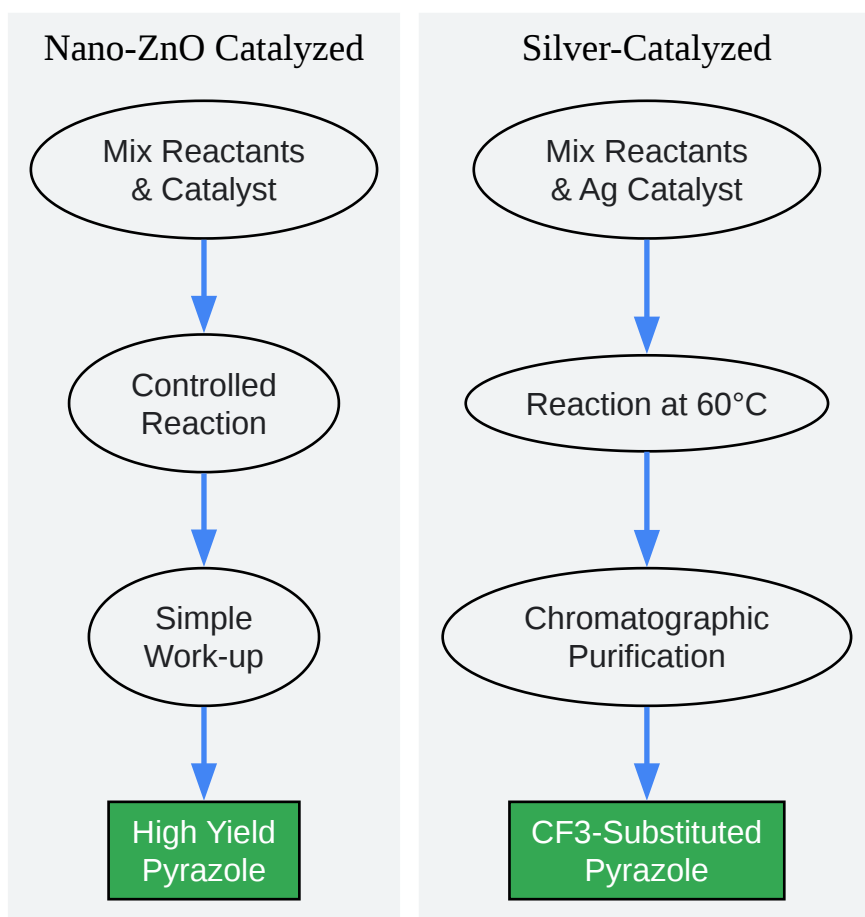 Nano-ZnO Catalyzed
Mix Reactants
& Catalyst
Controlled
Reaction
Simple
Work-up
High Yield
Pyrazole
Silver-Catalyzed
Mix Reactants
& Ag Catalyst
Reaction at 60°C
Chromatographic
Purification
CF3-Substituted
Pyrazole